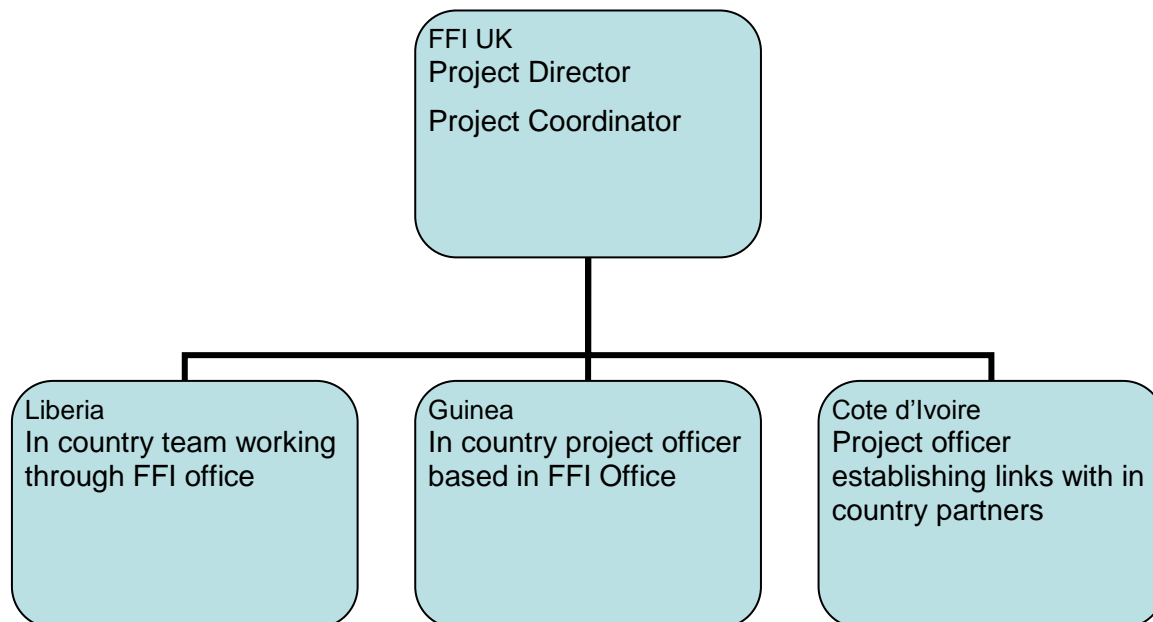 FFI UK
Project Director
Project Coordinator
Liberia
In country team working
through FFI office
Guinea
In country project officer
based in FFI Office
Cote d’Ivoire
Project officer
establishing links with in
country partners